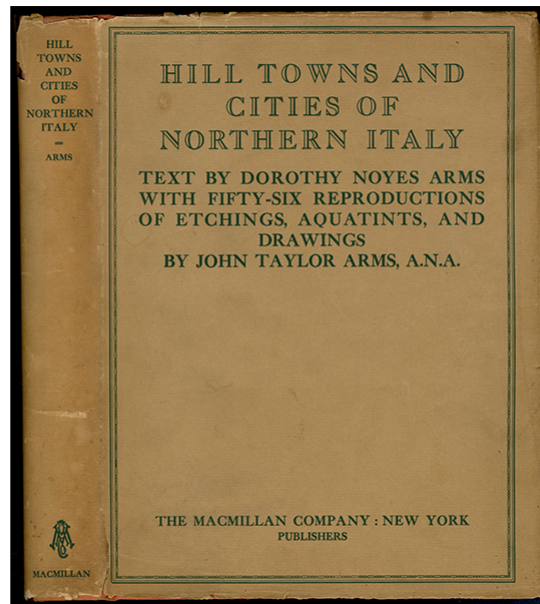 HILL
TOWNS
AND
CITIES
OF
NORTHERN
ITALY
ARMS
MACMILLAN
HILL TOWNS AND
CITIES OF
NORTHERN ITALY
TEXT BY DOROTHY NOYES ARMS
WITH FIFTY-SIX REPRODUCTIONS
OF ETCHINGS, AQUATINTS, AND
DRAWINGS
BY JOHN TAYLOR ARMS, A.N.A.
THE MACMILLAN COMPANY : NEW YORK
PUBLISHERS